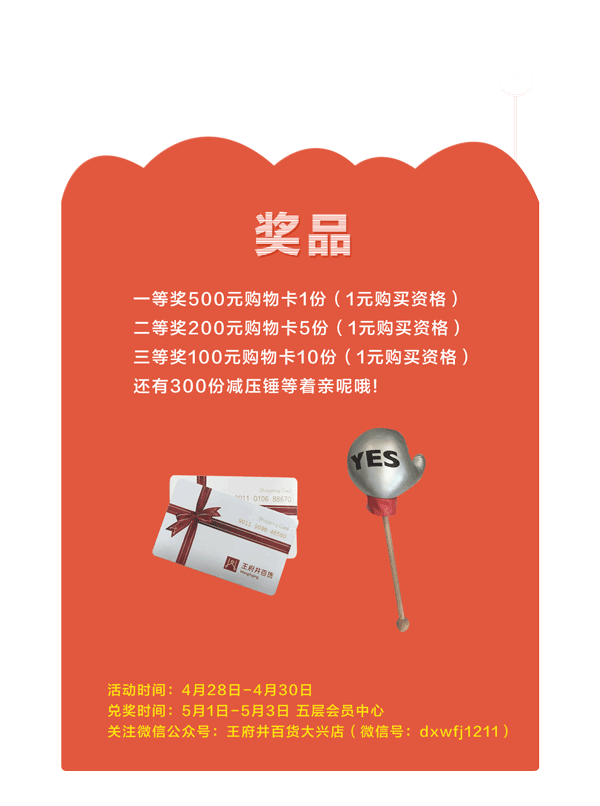 奖品
一等奖500元购物卡1份（1元购买资格）
二等奖200元购物卡5份（1元购买资格）
三等奖100元购物卡10份（1元购买资格）
还有300份减压锤等着亲呢哦!
YES
Shopping Card
Shopping Card
王府井百货
活动时间：4月28日-4月30日
兑奖时间：5月1日-5月3日 五层会员中心
关注微信公众号：王府井百货大兴店（微信号：dxwfj1211）